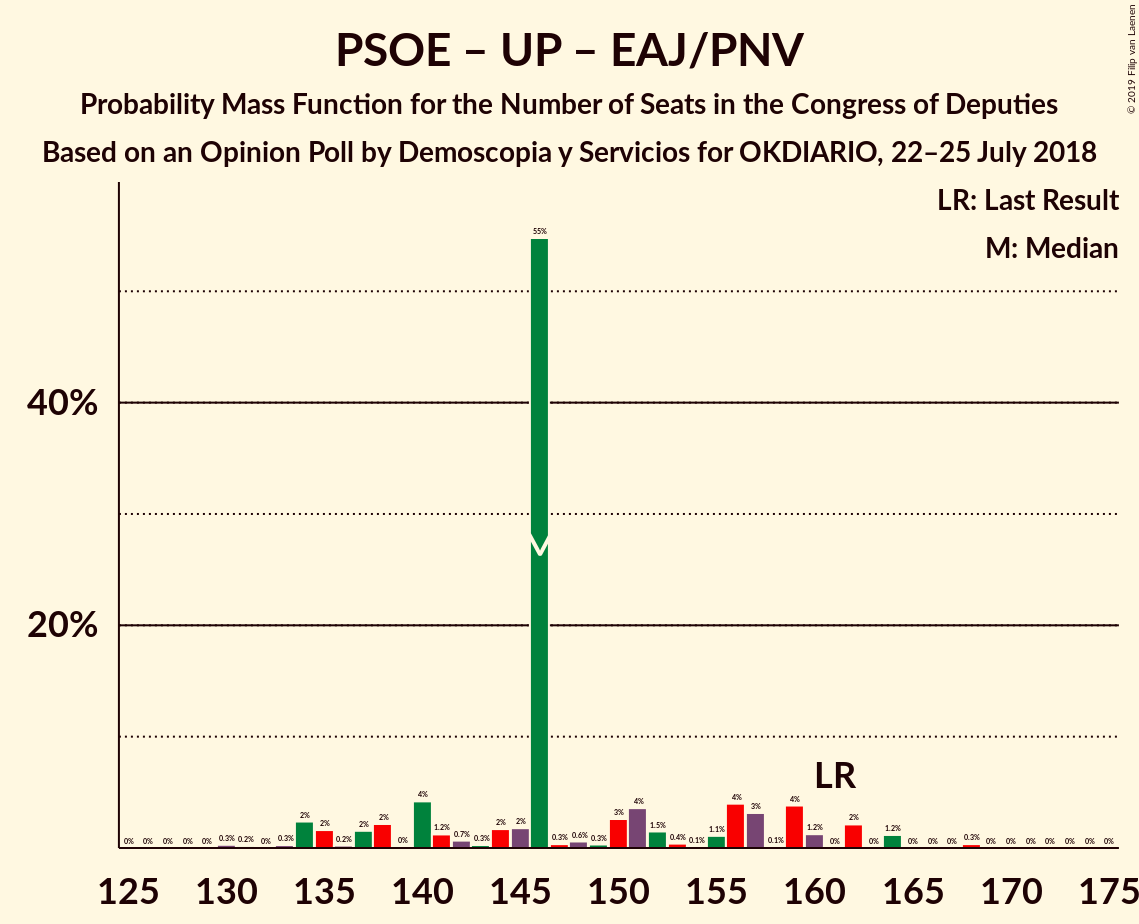 PSOE – UP – EAJ/PNV
Probability Mass Function for the Number of Seats in the Congress of Deputies
Based on an Opinion Poll by Demoscopia y Servicios for OKDIARIO, 22–25 July 2018
© 2019 Filip van Laenen
LR: Last Result
M: Median
55%
40%
20%
LR
0% 0% 0% 0% 0% 0.3% 0.2% 0% 0.3% 2% 2% 0.2% 2% 2% 0% 4% 1.2% 0.7% 0.3% 2% 2% 0.3% 0.6% 0.3% 3% 4% 1.5% 0.4% 0.1% 1.1% 4% 3% 0.1% 4% 1.2% 0% 2% 0% 1.2% 0% 0% 0% 0.3% 0% 0% 0% 0% 0% 0% 0%
125 130 135 140 145 150 155 160 165 170 175